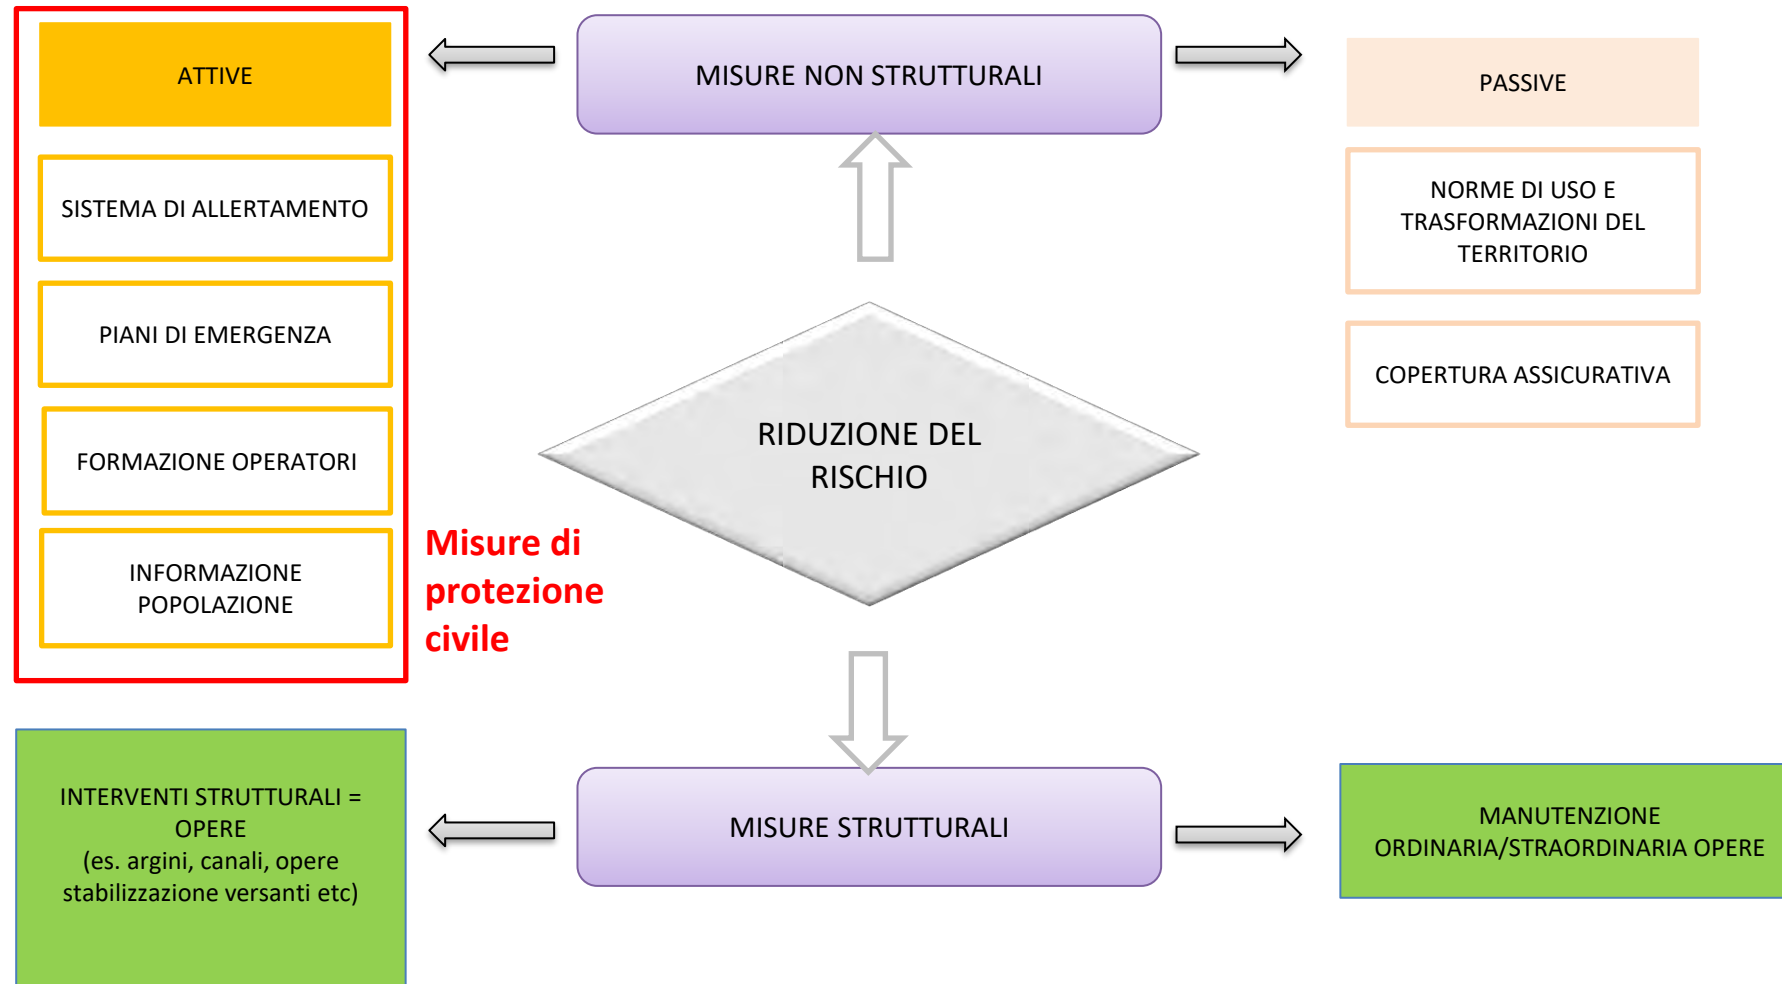 ATTIVE
SISTEMA DI ALLERTAMENTO
PIANI DI EMERGENZA
FORMAZIONE OPERATORI
INFORMAZIONE
POPOLAZIONE
Misure di
protezione
civile
MISURE NON STRUTTURALI
PASSIVE
NORME DI USO E
TRASFORMAZIONI DEL
TERRITORIO
COPERTURA ASSICURATIVA
RIDUZIONE DEL
RISCHIO
INTERVENTI STRUTTURALI =
OPERE
(es. argini, canali, opere
stabilizzazione versanti etc)
MISURE STRUTTURALI
MANUTENZIONE
ORDINARIA/STRAORDINARIA OPERE